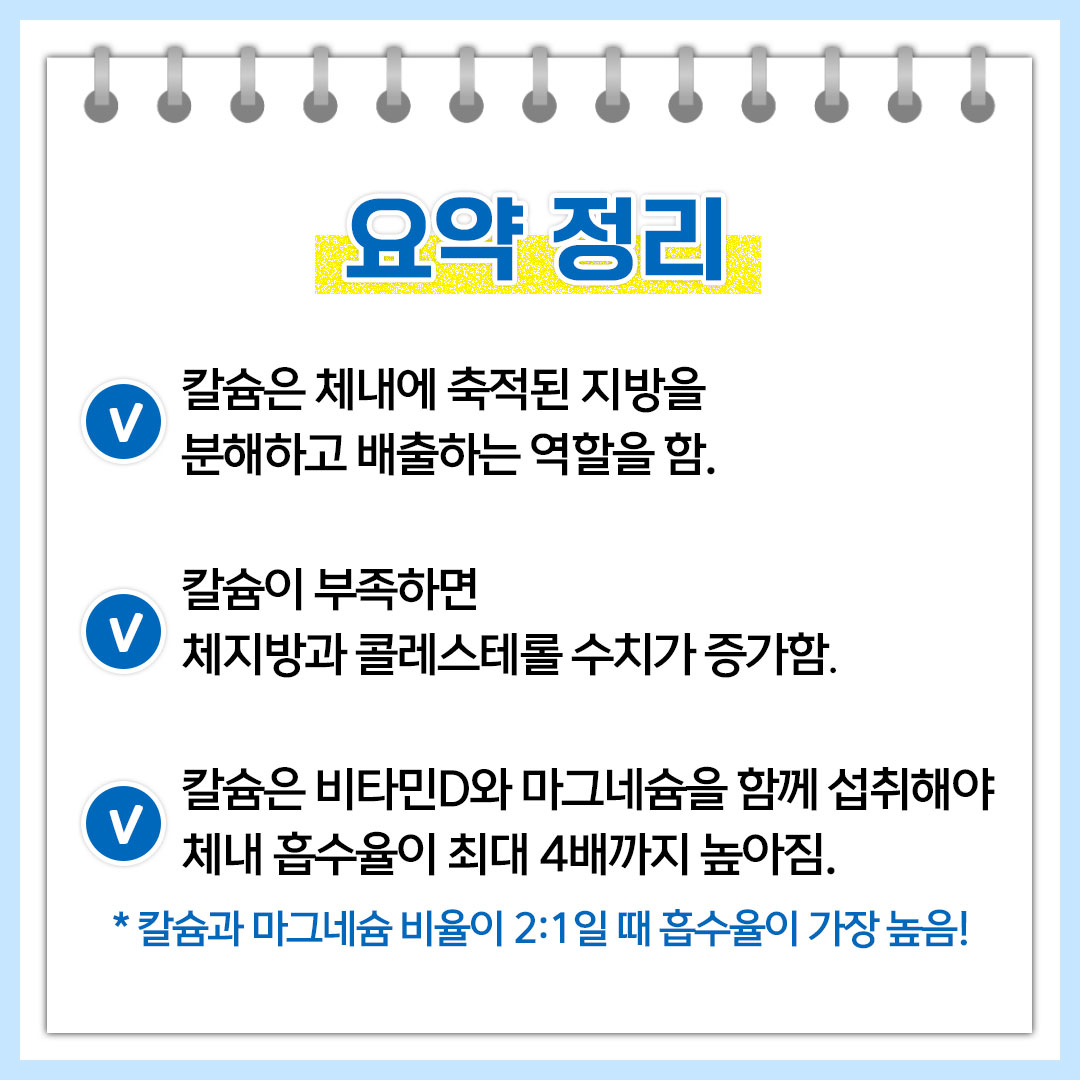 요약 정리
칼슘은 체내에 축적된 지방을
분해하고 배출하는 역할을 함.
칼슘이 부족하면
체지방과 콜레스테롤 수치가 증가함.
칼슘은 비타민D와 마그네슘을 함께 섭취해야
체내 흡수율이 최대 4배까지 높아짐.
* 칼슘과 마그네슘 비율이 2:1일 때 흡수율이 가장 높음!